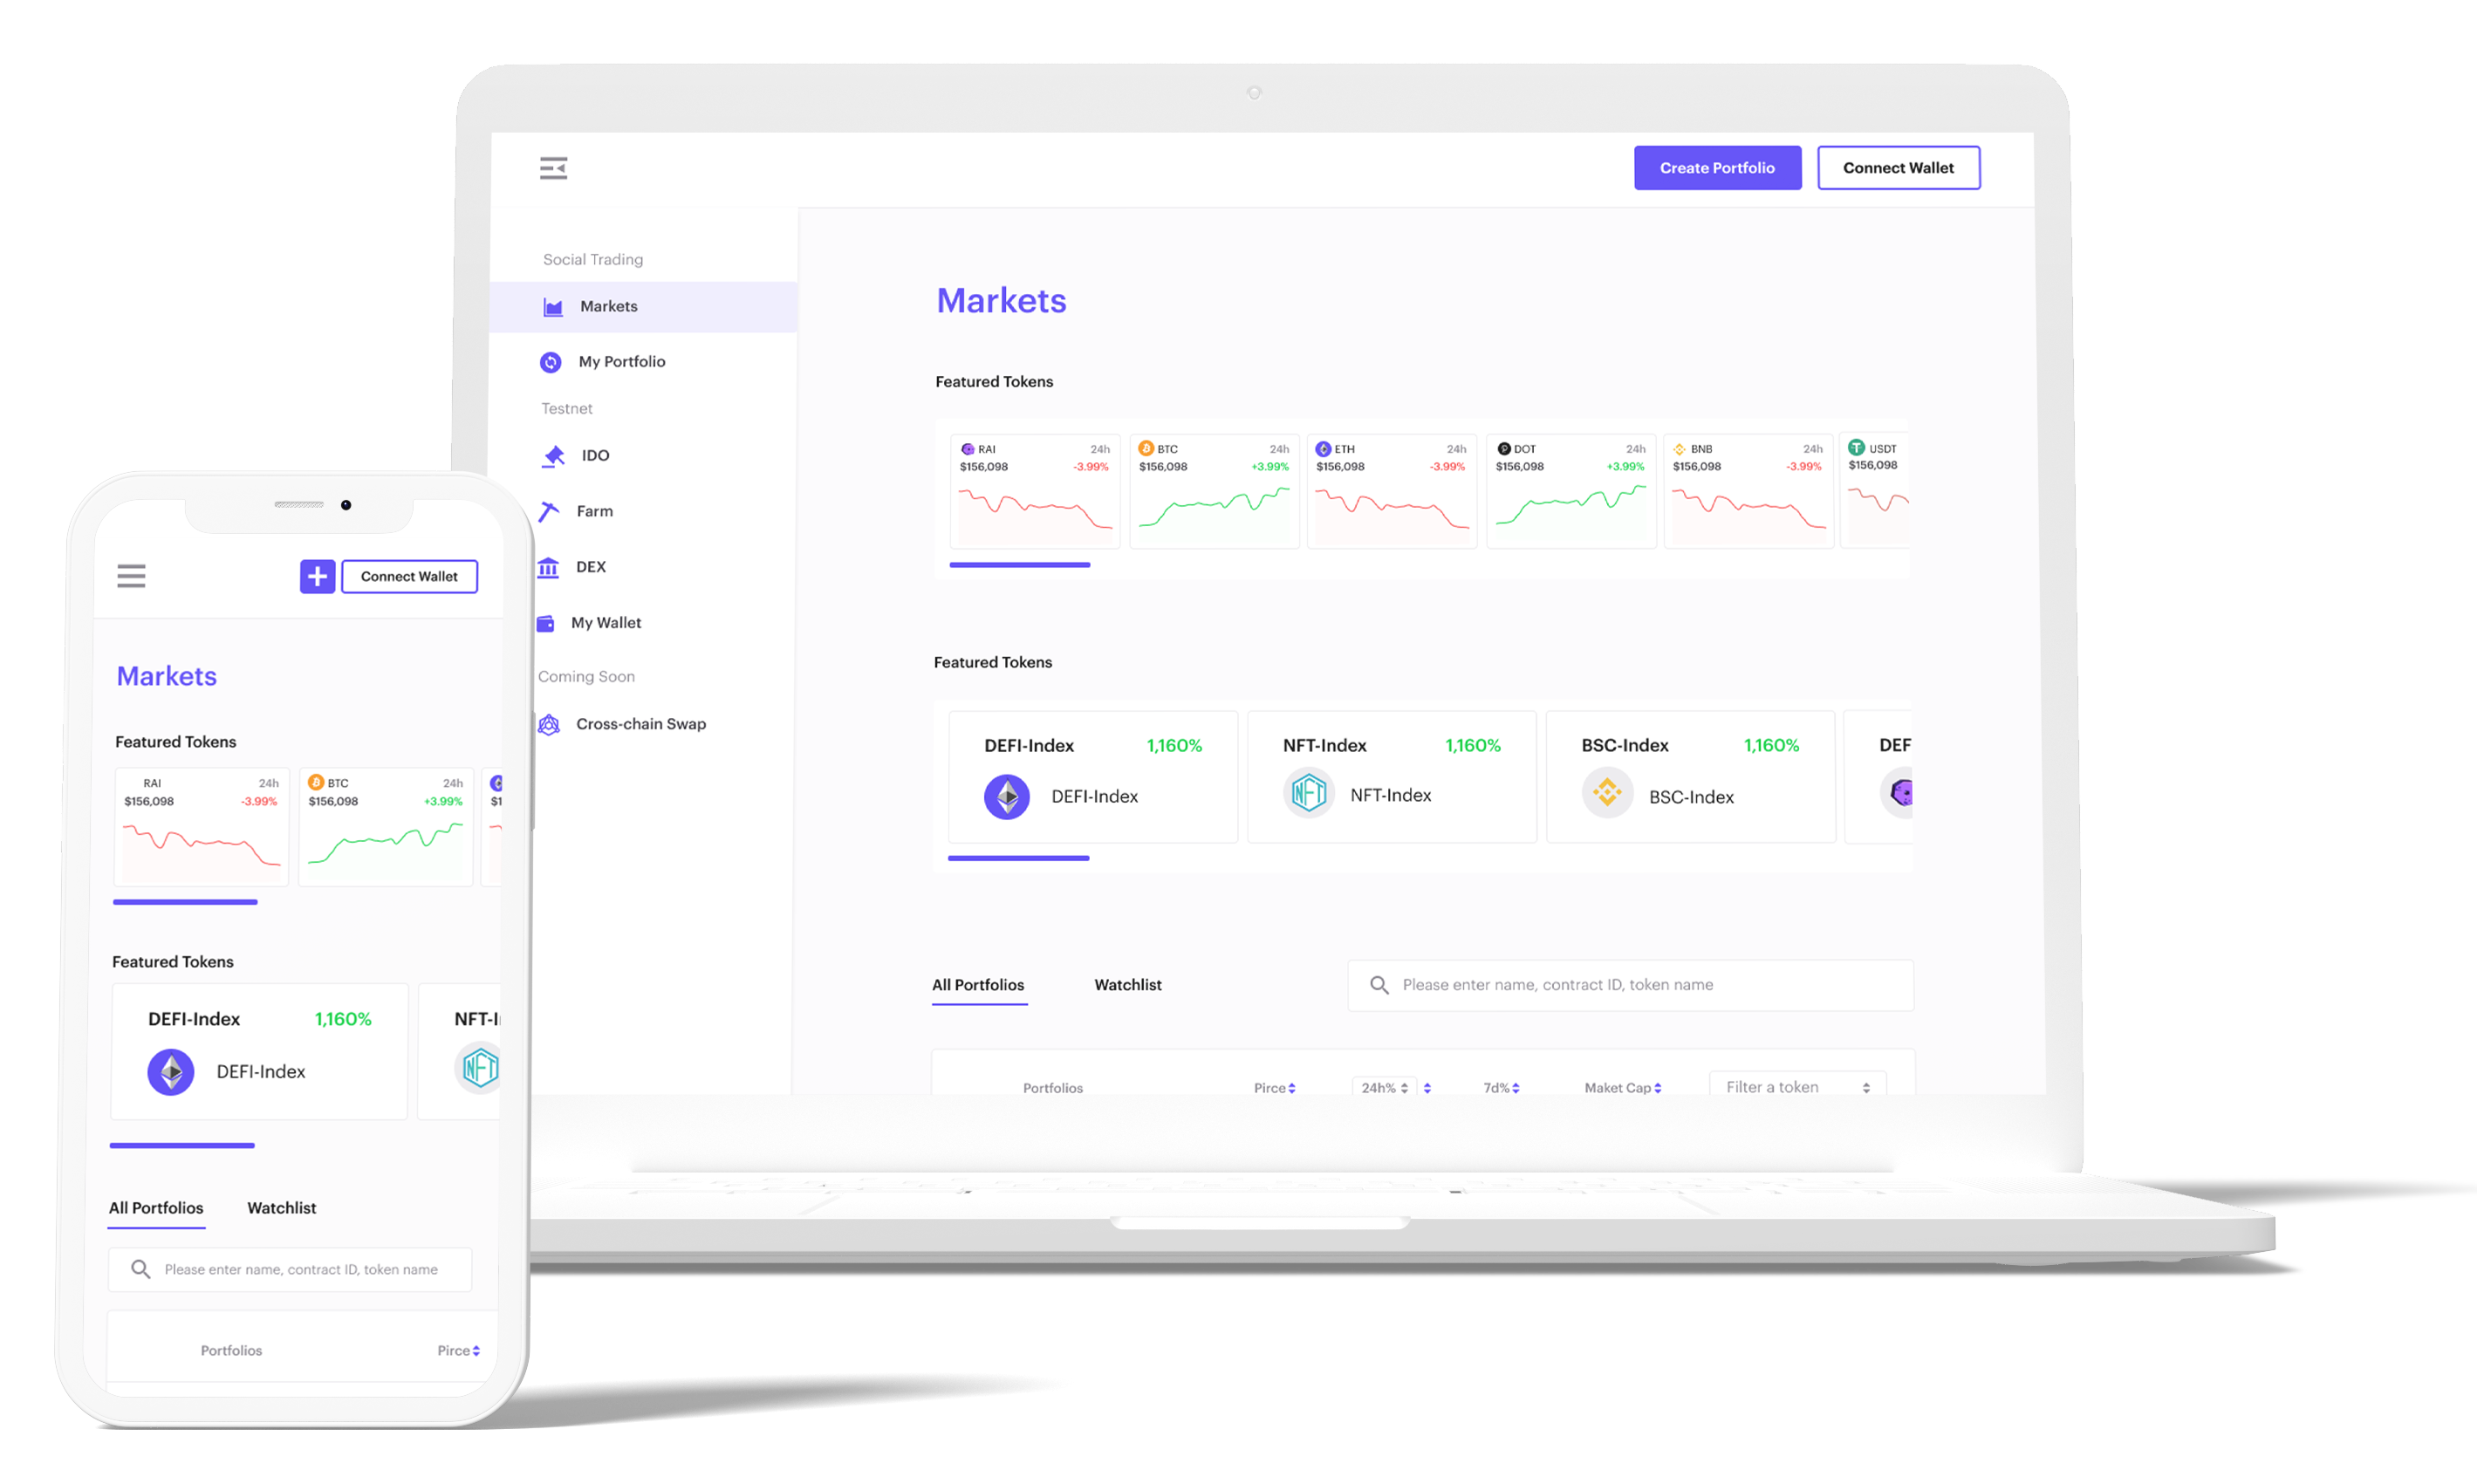 Create Portfolio
Connect Wallet
Social Trading
Markets
My Portfolio
Testnet
IDO
Farm
DEX
My Wallet
Coming Soon
Cross-chain Swap
Markets
Featured Tokens
RAI 24h
$156,098 -3.99%
BTC 24h
$156,098 +3.99%
ETH 24h
$156,098 -3.99%
DOT 24h
$156,098 +3.99%
BNB 24h
$156,098 -3.99%
USDT
$156,098
Featured Tokens
DEFI-Index 1,160%
DEFI-Index
NFT-Index 1,160%
NFT
NFT-Index
BSC-Index 1,160%
BSC-Index
DEF
All Portfolios
Watchlist
Please enter name, contract ID, token name
Portfolios
Pirce
24h%
7d%
Maket Cap
Filter a token
Connect Wallet
Markets
Featured Tokens
RAI 24h
$156,098 -3.99%
BTC 24h
$156,098 +3.99%
$1
Featured Tokens
DEFI-Index 1,160%
DEFI-Index
NFT-I
NFT
All Portfolios
Watchlist
Please enter name, contract ID, token name
Portfolios
Pirce